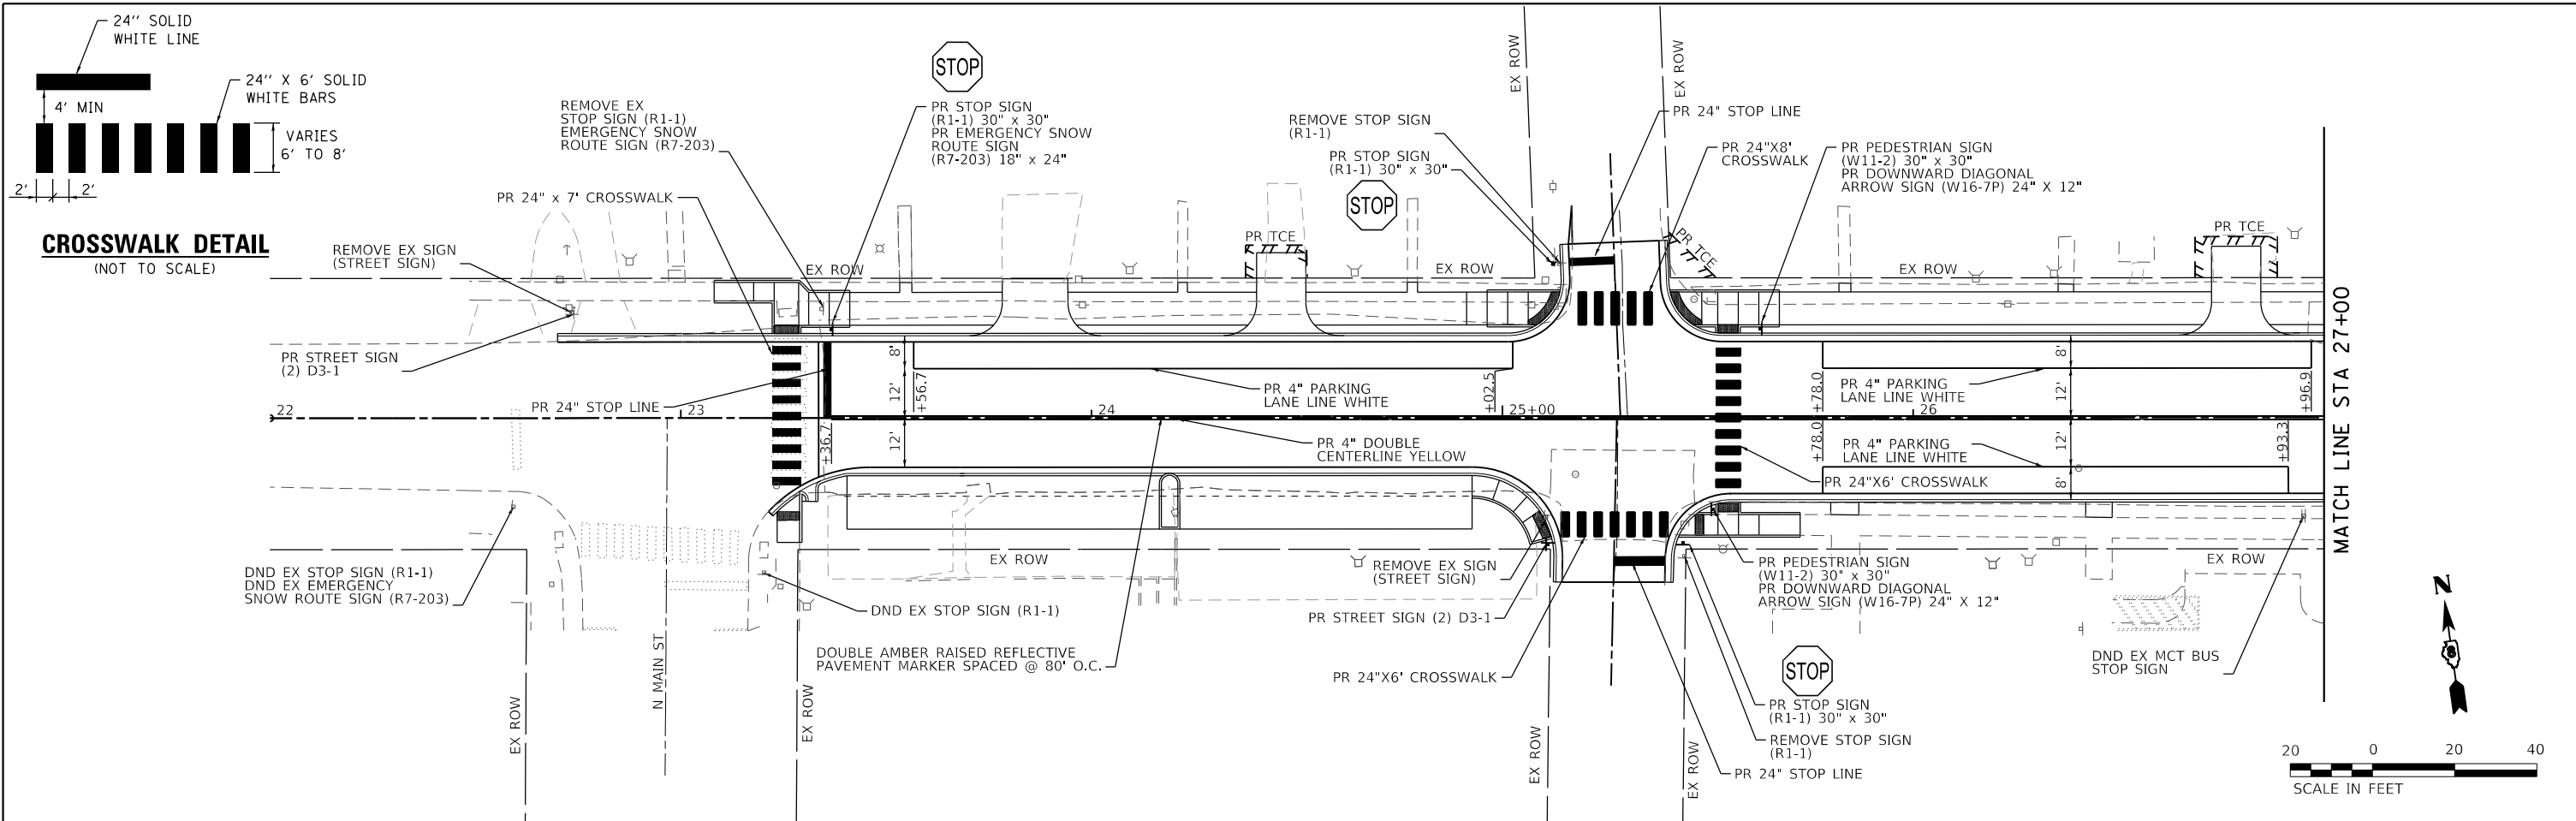 24'' SOLID
WHITE LINE
24'' X 6' SOLID
WHITE BARS
4' MIN
VARIES
6' TO 8'
2'
2'
CROSSWALK DETAIL
(NOT TO SCALE)
REMOVE EX SIGN
(STREET SIGN)
PR STREET SIGN
(2) D3-1
PR 24" x 7' CROSSWALK
REMOVE EX
STOP SIGN (R1-1)
EMERGENCY SNOW
ROUTE SIGN (R7-203)
STOP
PR STOP SIGN
(R1-1) 30" x 30"
PR EMERGENCY SNOW
ROUTE SIGN
(R7-203) 18" x 24"
REMOVE STOP SIGN
(R1-1)
PR STOP SIGN
(R1-1) 30" x 30"
STOP
EX ROW
EX ROW
PR 24" STOP LINE
PR 24"X8'
CROSSWALK
PR PEDESTRIAN SIGN
(W11-2) 30" x 30"
PR DOWNWARD DIAGONAL
ARROW SIGN (W16-7P) 24" X 12"
PR TCE
PR TCE
PR TCE
EX ROW
EX ROW
EX ROW
MATCH LINE STA 27+00
PR 24" STOP LINE
8'
12'
12'
+56.7
+36.7
PR 4" PARKING
LANE LINE WHITE
+02.5
+78.0
8'
12'
PR 4" PARKING
LANE LINE WHITE
+96.9
22
23
24
25+00
26
PR 4" DOUBLE
CENTERLINE YELLOW
+78.0
12'
8'
PR 4" PARKING
LANE LINE WHITE
+93.3
PR 24"X6' CROSSWALK
DND EX STOP SIGN (R1-1)
DND EX EMERGENCY
SNOW ROUTE SIGN (R7-203)
DND EX STOP SIGN (R1-1)
EX ROW
REMOVE EX SIGN
(STREET SIGN)
PR STREET SIGN (2) D3-1
PR PEDESTRIAN SIGN
(W11-2) 30" x 30"
PR DOWNWARD DIAGONAL
ARROW SIGN (W16-7P) 24" X 12"
EX ROW
DOUBLE AMBER RAISED REFLECTIVE
PAVEMENT MARKER SPACED @ 80' O.C.
PR 24"X6' CROSSWALK
STOP
PR STOP SIGN
(R1-1) 30" x 30"
REMOVE STOP SIGN
(R1-1)
PR 24" STOP LINE
DND EX MCT BUS
STOP SIGN
EX ROW
N MAIN ST
EX ROW
EX ROW
EX ROW
N
20 0 20 40
SCALE IN FEET